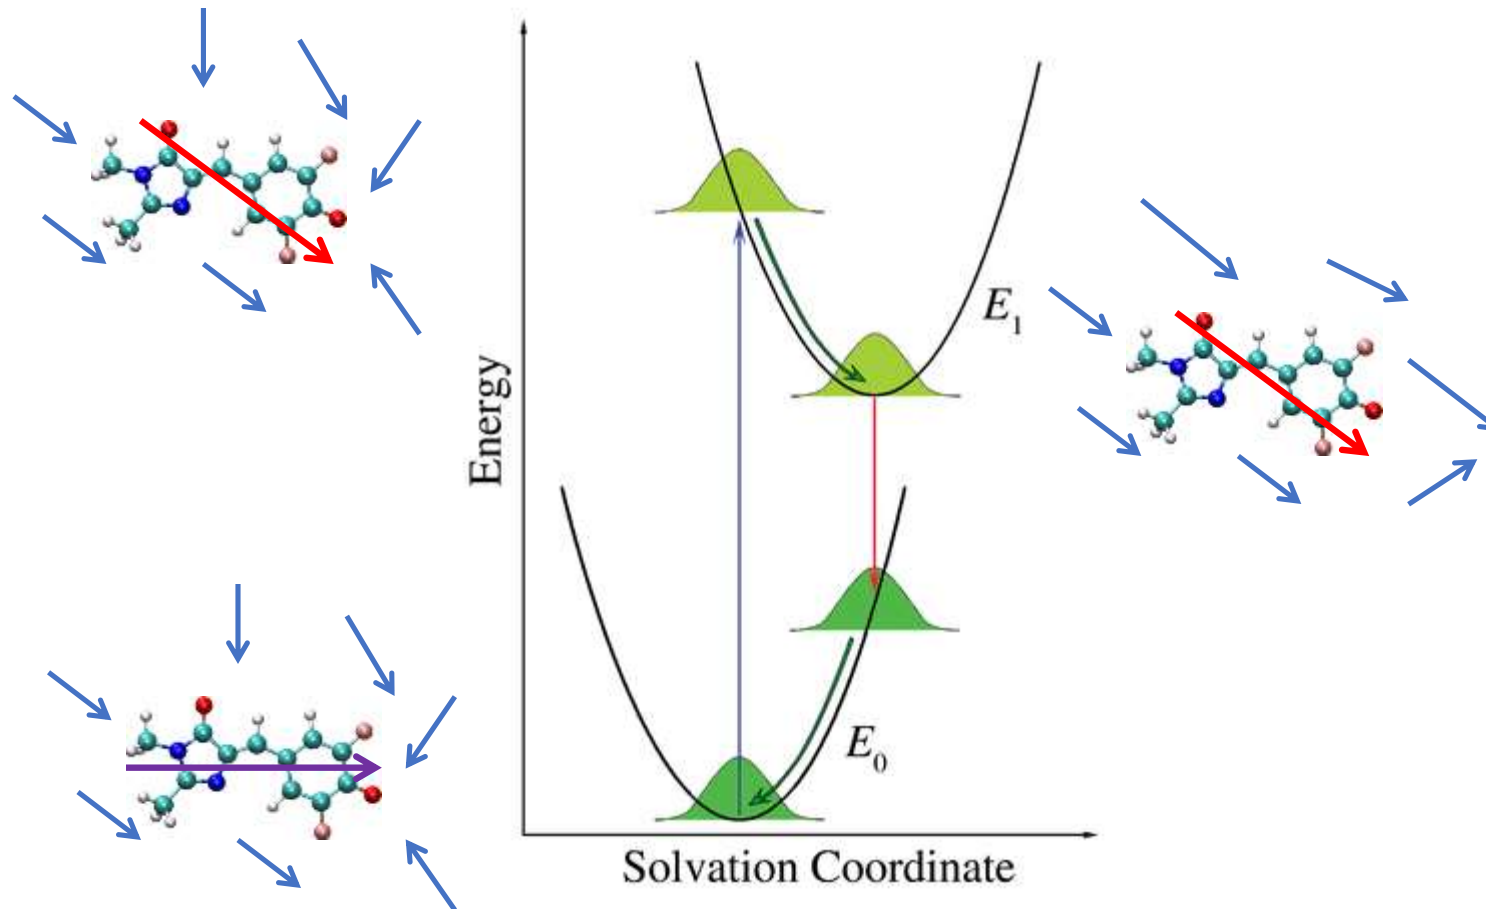 Energy
E₁
E₀
Solvation Coordinate